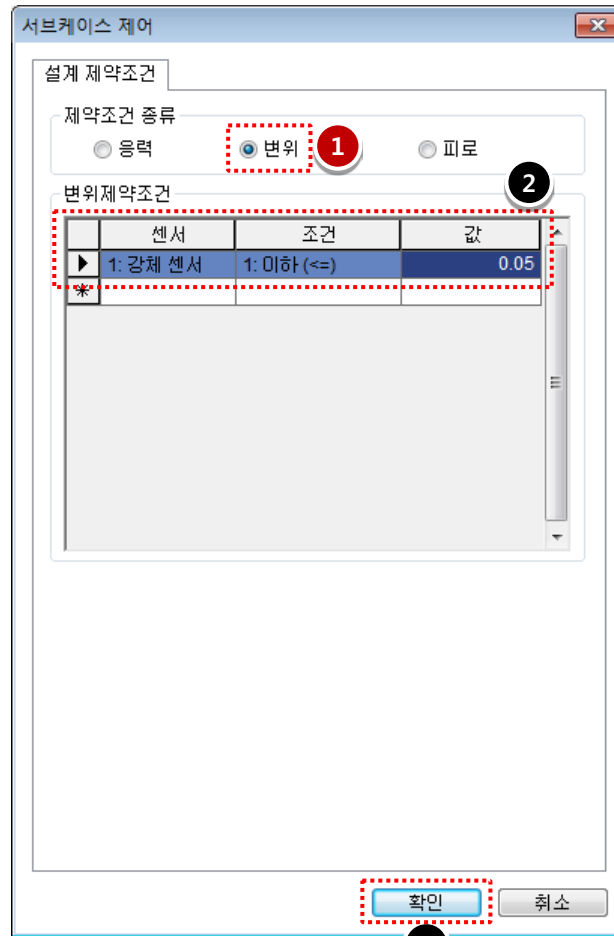 서브케이스 제어
설계 제약조건
제약조건 종류
응력 변위 1 피로
2
변위제약조건
센서 조건 값
1: 강체 센서 1: 이하 (<=) 0.05
확인 취소